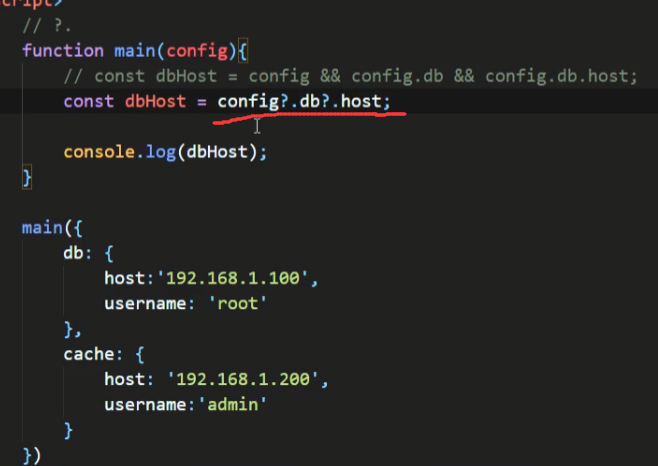 cript>
// ?.
function main(config){
// const dbHost = config && config.db && config.db.host;
const dbHost = config?.db?.host;
console.log(dbHost);
}
main({
db: {
host:'192.168.1.100',
username: 'root'
},
cache: {
host: '192.168.1.200',
username:'admin'
}
})